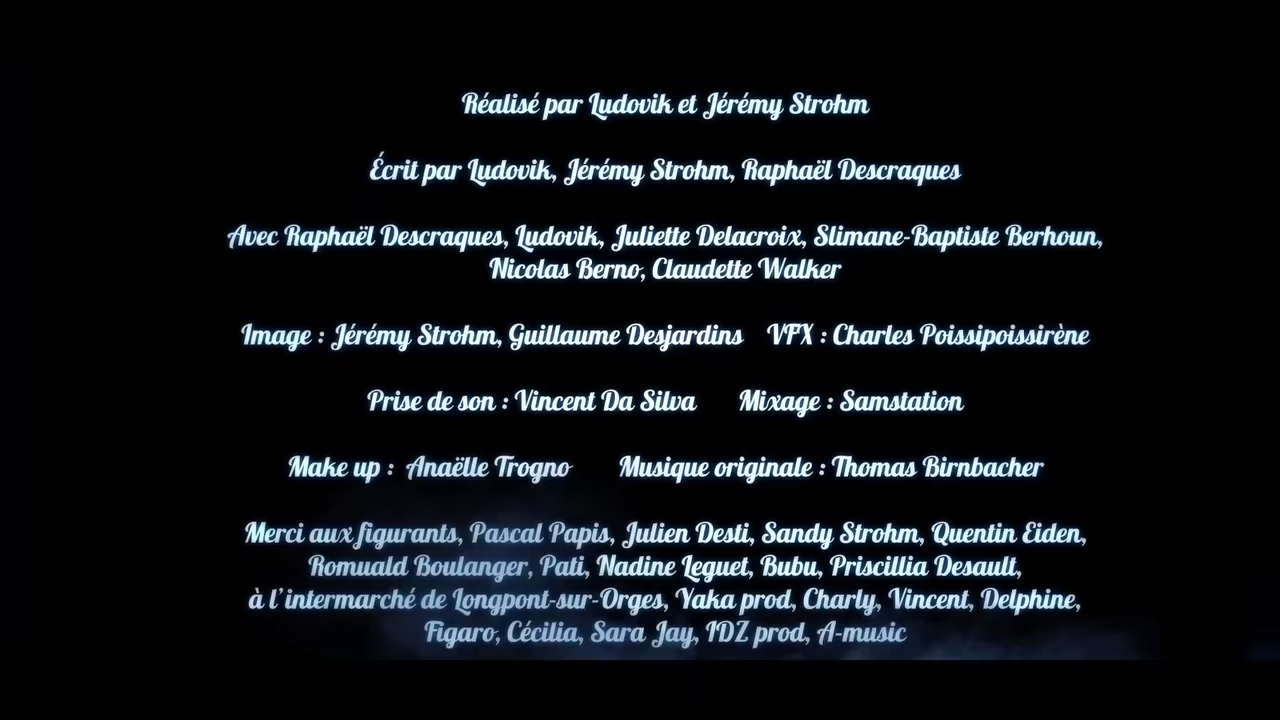 Réalisé par Ludovik et Jérémy Strohm
Écrit par Ludovik, Jérémy Strohm, Raphaël Descraques
Avec Raphaël Descraques, Ludovik, Juliette Delacroix, Slimane-Baptiste Berhoun,
Nicolas Berno, Claudette Walker
Image : Jérémy Strohm, Guillaume Desjardins VFX : Charles Poissipoissirène
Prise de son : Vincent Da Silva Mixage : Samstation
Make up : Anaëlle Trogno Musique originale : Thomas Birnbacher
Merci aux figurants, Pascal Papis, Julien Desti, Sandy Strohm, Quentin Eiden,
Romuald Boulanger, Pati, Nadine Leguet, Bubu, Priscillia Desault,
à l'intermarché de Longpont-sur-Orges, Yaka prod, Charly, Vincent, Delphine,
Figaro, Cécilia, Sara Jay, IDZ prod, A-music